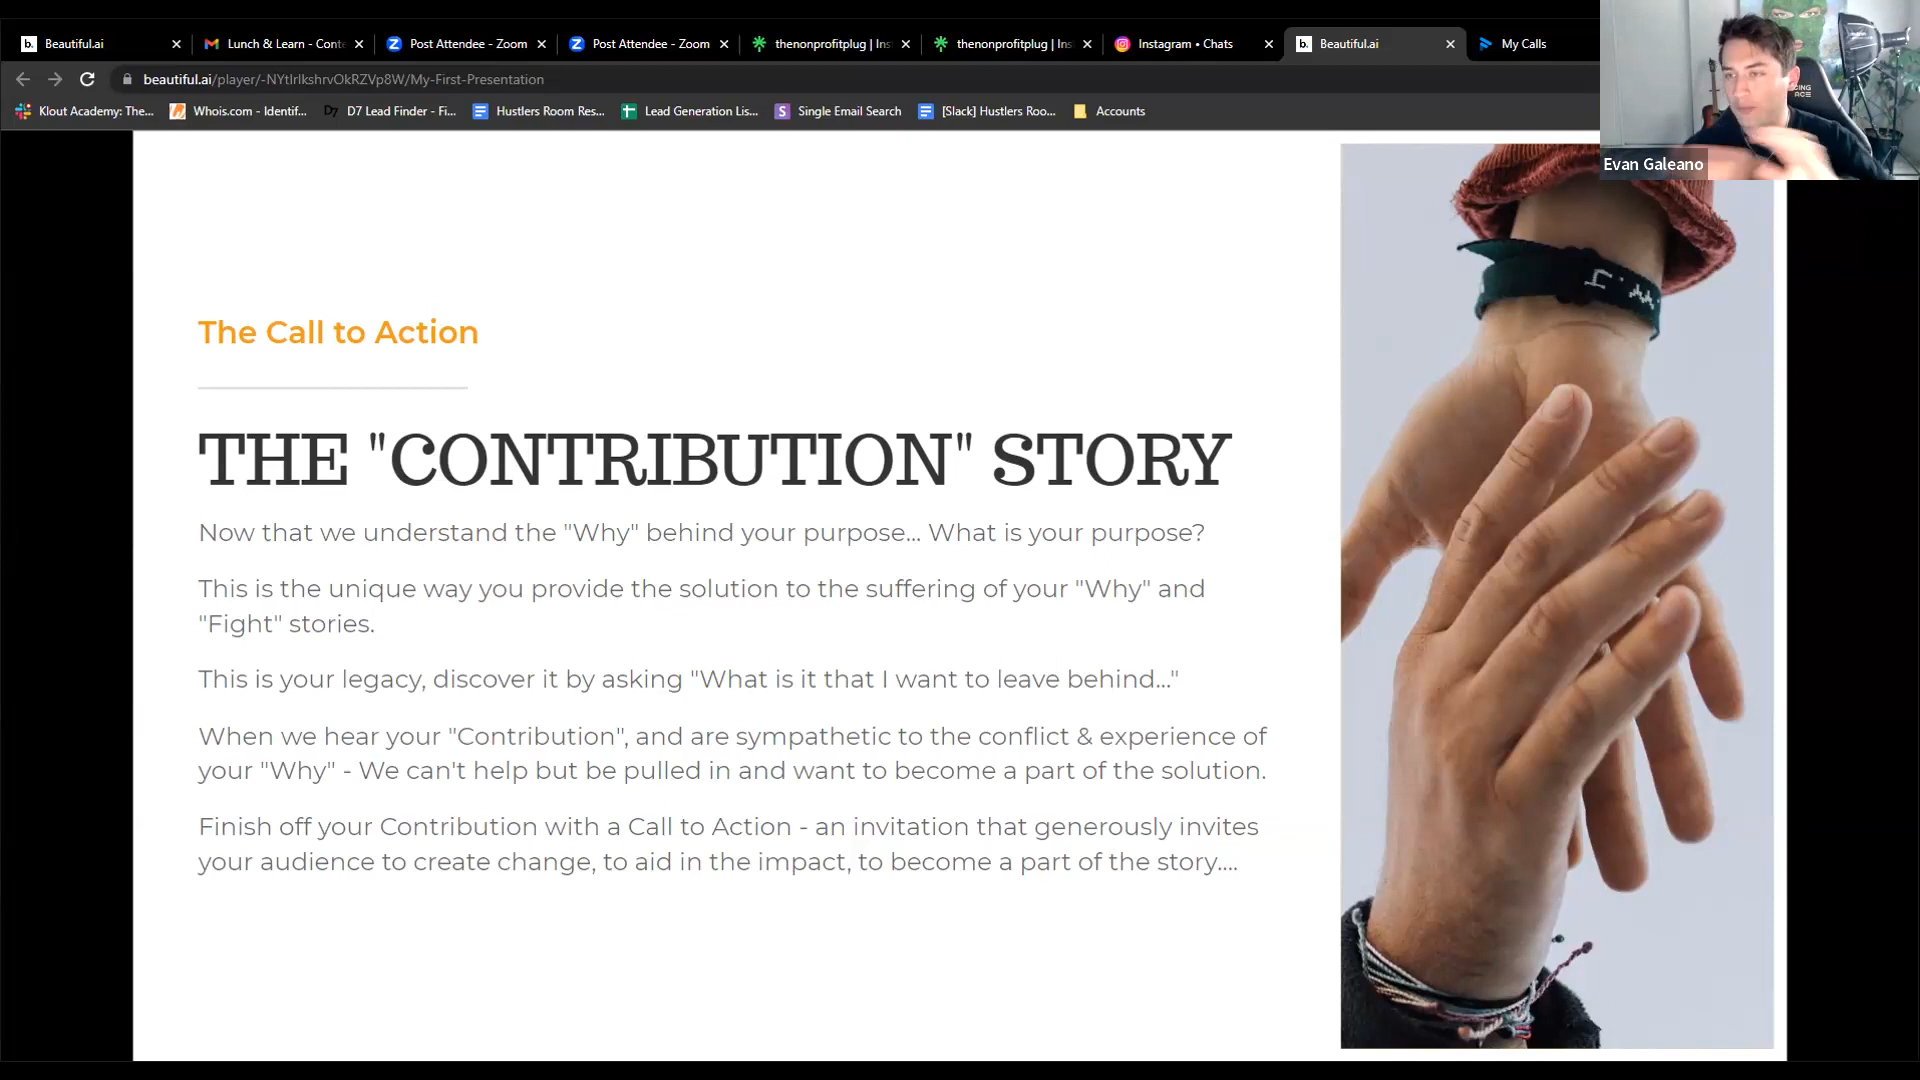 Beautiful.ai
Lunch & Learn - Conte
Post Attendee - Zoom
Post Attendee - Zoom
thenonprofitplug | Ins
thenonprofitplug | Ins
Instagram • Chats
Beautiful.ai
My Calls
beautiful.ai/player/-NYtlrlkshrvOkRZVp8W/My-First-Presentation
Klout Academy: The...
Whois.com - Identif...
D7 Lead Finder - Fi...
Hustlers Room Res...
Lead Generation Lis...
Single Email Search
[Slack] Hustlers Roo...
Accounts
Evan Galeano
The Call to Action
THE "CONTRIBUTION" STORY
Now that we understand the "Why" behind your purpose... What is your purpose?
This is the unique way you provide the solution to the suffering of your "Why" and
"Fight" stories.
This is your legacy, discover it by asking "What is it that I want to leave behind..."
When we hear your "Contribution", and are sympathetic to the conflict & experience of
your "Why" - We can't help but be pulled in and want to become a part of the solution.
Finish off your Contribution with a Call to Action - an invitation that generously invites
your audience to create change, to aid in the impact, to become a part of the story....